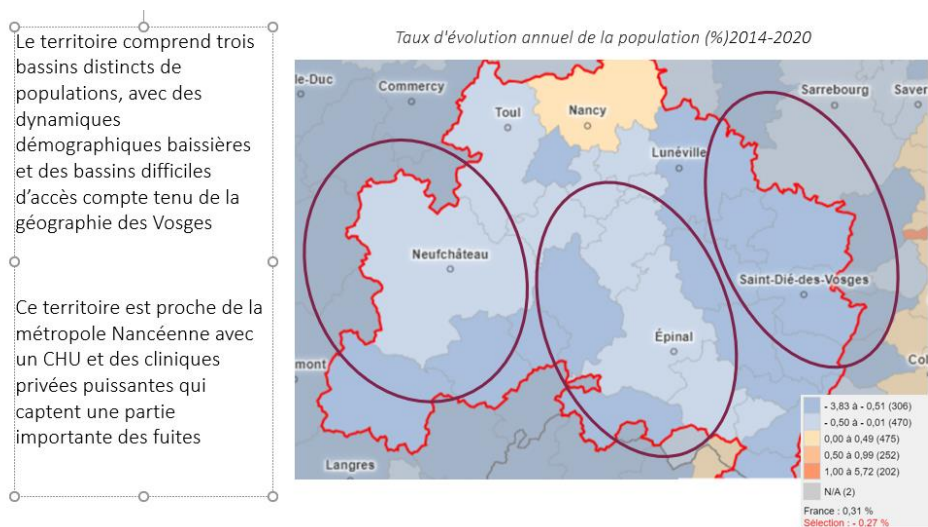 Le territoire comprend trois
bassins distincts de
populations, avec des
dynamiques
démographiques baissières
et des bassins difficiles
d'accès compte tenu de la
géographie des Vosges
Ce territoire est proche de la
métropole Nancéenne avec
un CHU et des cliniques
privées puissantes qui
captent une partie
importante des fuites
Taux d'évolution annuel de la population (%)2014-2020
le-Duc
Commercy
Toul
Nancy
Sarrebourg
Saver
Lunéville
Neufchâteau
Saint-Dié-des-Vosges
Épinal
mont
Col
Langres
- 3,83 à - 0,51 (306)
- 0,50 à - 0,01 (470)
0,00 à 0,49 (475)
0,50 à 0,99 (252)
1,00 à 5,72 (202)
N/A (2)
France : 0,31 %
Sélection : - 0,27 %